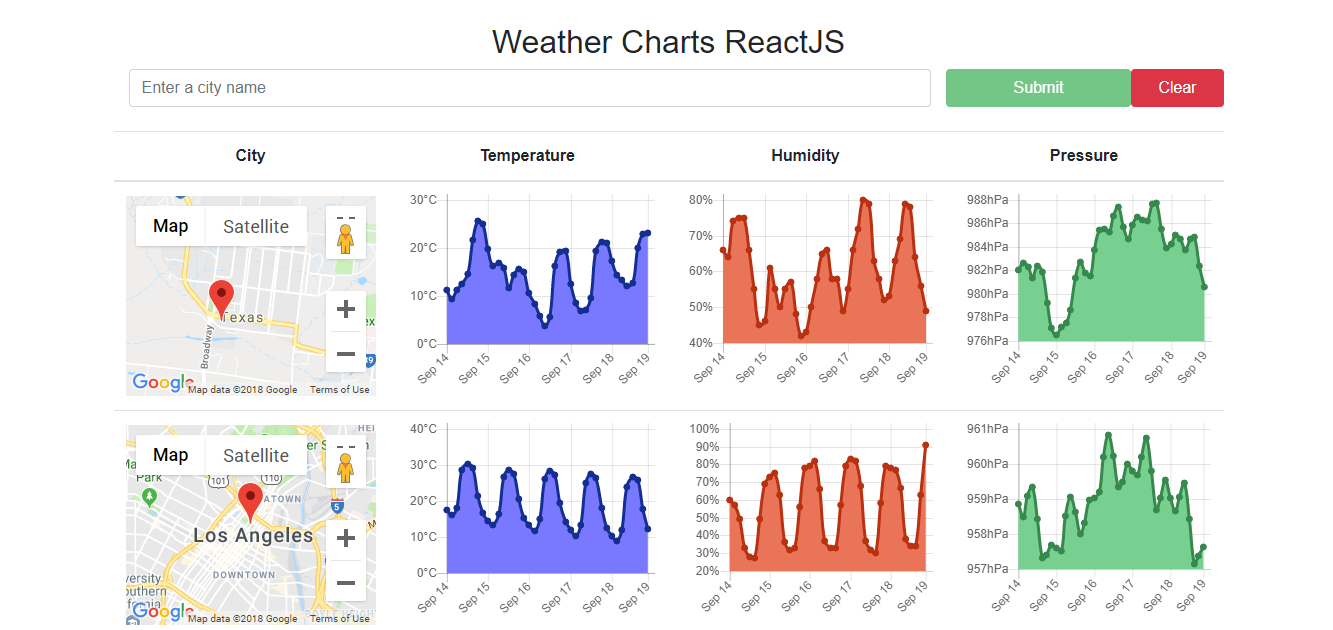 Weather Charts ReactJS
Enter a city name Submit Clear
City Temperature Humidity Pressure
Map Satellite
Texas
Broadway
Google Map data ©2018 Google Terms of Use
30°C
20°C
10°C
0°C
Sep 14 Sep 15 Sep 16 Sep 17 Sep 18 Sep 19
80%
70%
60%
50%
40%
Sep 14 Sep 15 Sep 16 Sep 17 Sep 18 Sep 19
988hPa
986hPa
984hPa
982hPa
980hPa
978hPa
976hPa
Sep 14 Sep 15 Sep 16 Sep 17 Sep 18 Sep 19
Map Satellite
Park
101 110
5
Los Angeles
DOWNTOWN
Google Map data ©2018 Google Terms of Use
40°C
30°C
20°C
10°C
0°C
Sep 14 Sep 15 Sep 16 Sep 17 Sep 18 Sep 19
100%
90%
80%
70%
60%
50%
40%
30%
20%
Sep 14 Sep 15 Sep 16 Sep 17 Sep 18 Sep 19
961hPa
960hPa
959hPa
958hPa
957hPa
Sep 14 Sep 15 Sep 16 Sep 17 Sep 18 Sep 19